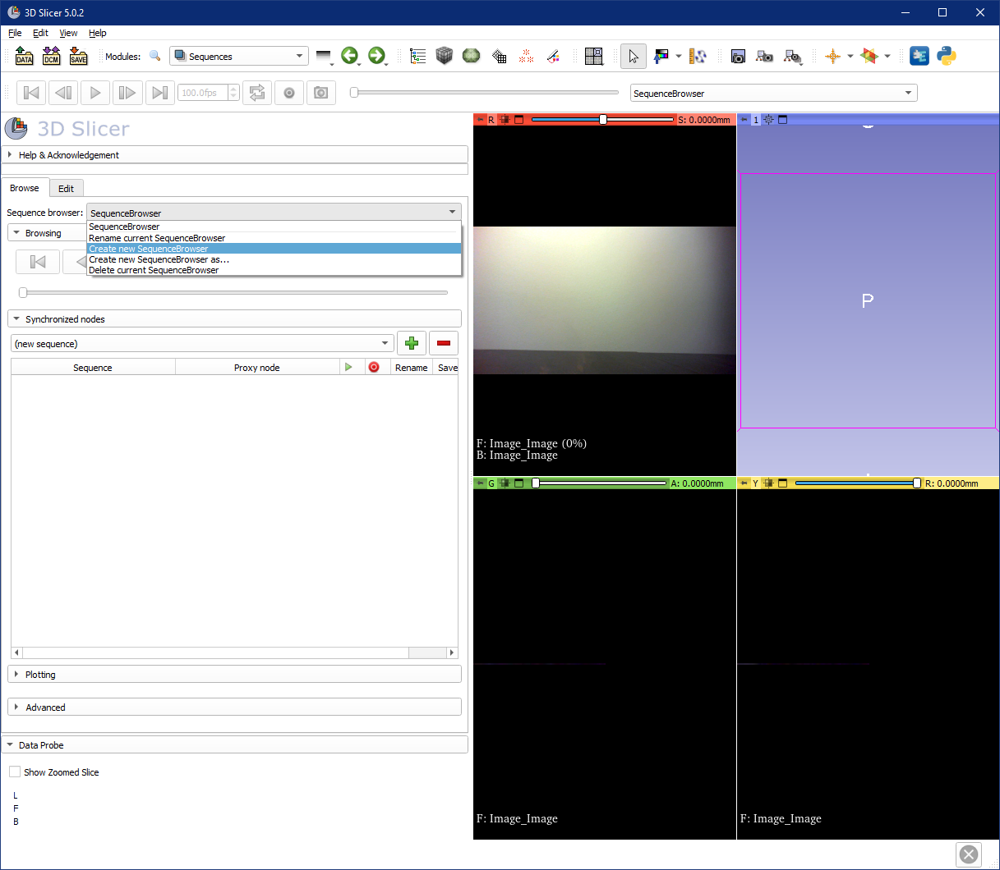 3D Slicer 5.0.2
File Edit View Help
DATA DCM SAVE Modules: Sequences
100.0fps SequenceBrowser
3D Slicer
Help & Acknowledgement
Browse Edit
Sequence browser: SequenceBrowser
SequenceBrowser
Rename current SequenceBrowser
Create new SequenceBrowser
Create new SequenceBrowser as...
Delete current SequenceBrowser
Browsing
Synchronized nodes
(new sequence)
Sequence Proxy node Rename Save
Plotting
Advanced
Data Probe
Show Zoomed Slice
L
F
B
R S: 0.0000mm
F: Image_Image (0%)
B: Image_Image
1
P
G A: 0.0000mm
F: Image_Image
Y R: 0.0000mm
F: Image_Image